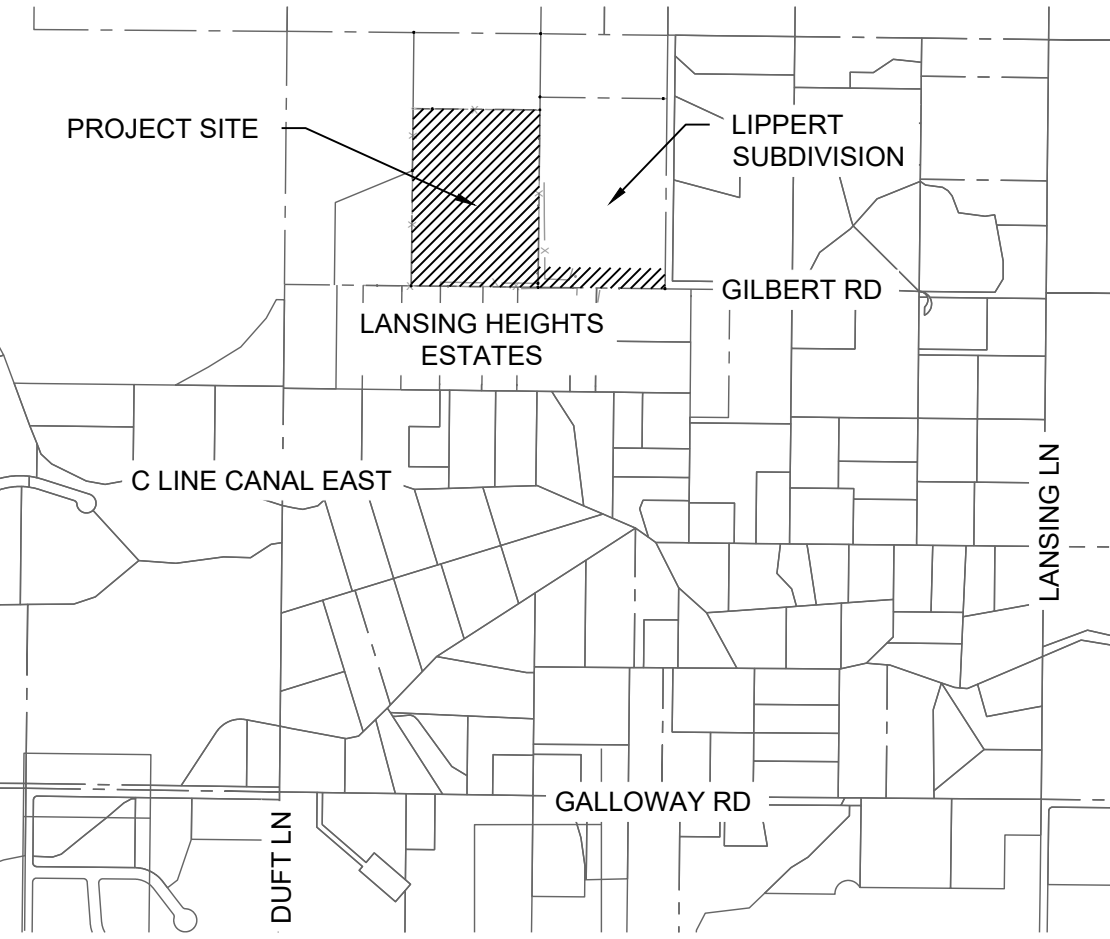 PROJECT SITE
LIPPERT
SUBDIVISION
GILBERT RD
LANSING HEIGHTS
ESTATES
C LINE CANAL EAST
LANSING LN
GALLOWAY RD
DUFT LN